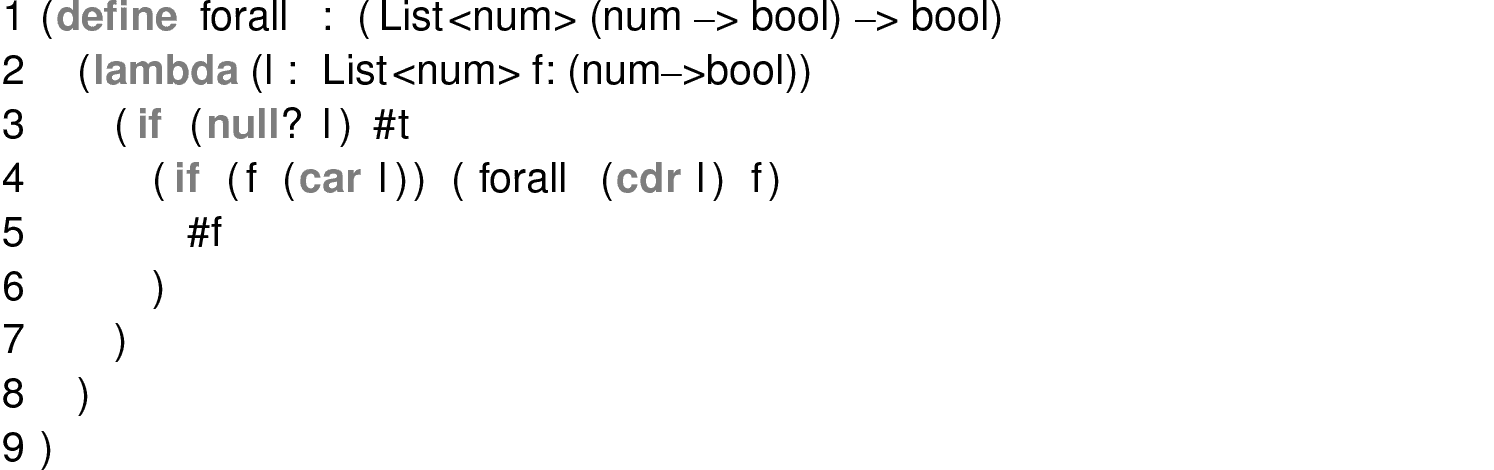 1 (define forall : (List<num> (num –> bool) –> bool)
2 (lambda (l : List<num> f: (num–>bool))
3 (if (null? l) #t
4 (if (f (car l)) (forall (cdr l) f)
5 #f
6 )
7 )
8 )
9 )